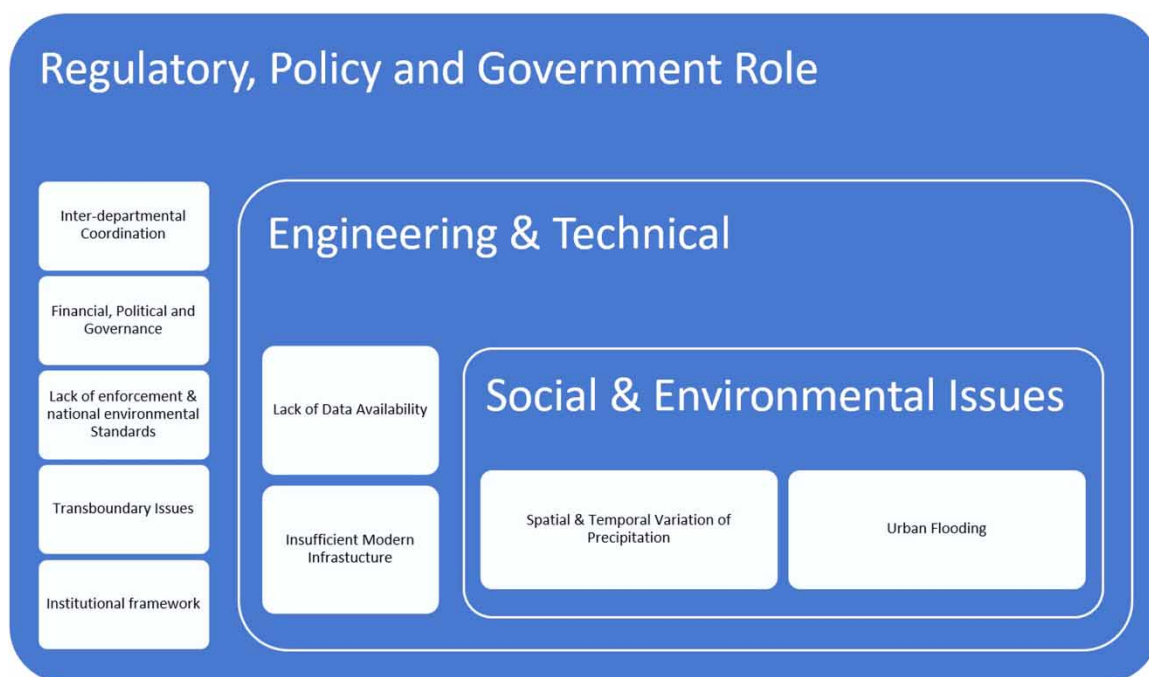 Regulatory, Policy and Government Role
Inter-departmental
Coordination
Financial, Political and
Governance
Lack of enforcement &
national environmental
Standards
Transboundary Issues
Institutional framework
Engineering & Technical
Lack of Data Availability
Insufficient Modern
Infrastucture
Social & Environmental Issues
Spatial & Temporal Variation of
Precipitation
Urban Flooding